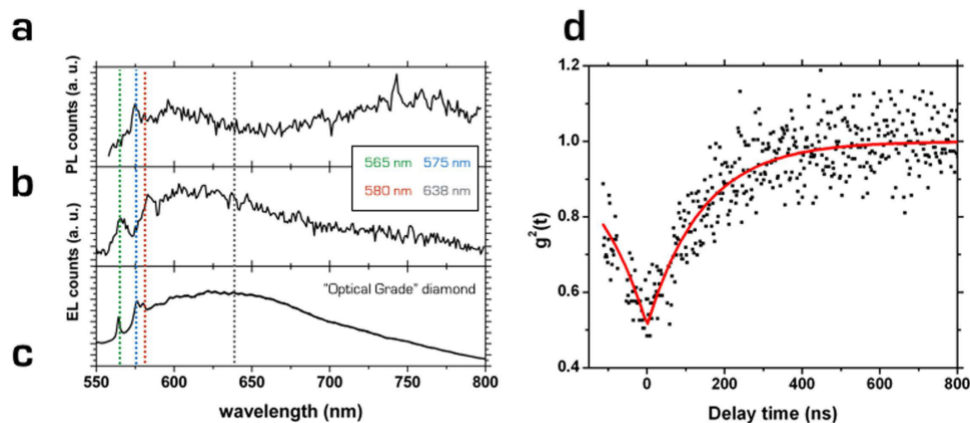 a
d
PL counts (a. u.)
565 nm 575 nm
580 nm 638 nm
b
EL counts (a. u.)
"Optical Grade" diamond
c
550 600 650 700 750 800
wavelength (nm)
1.2
1.0
0.8
0.6
0.4
g²(t)
0 200 400 600 800
Delay time (ns)